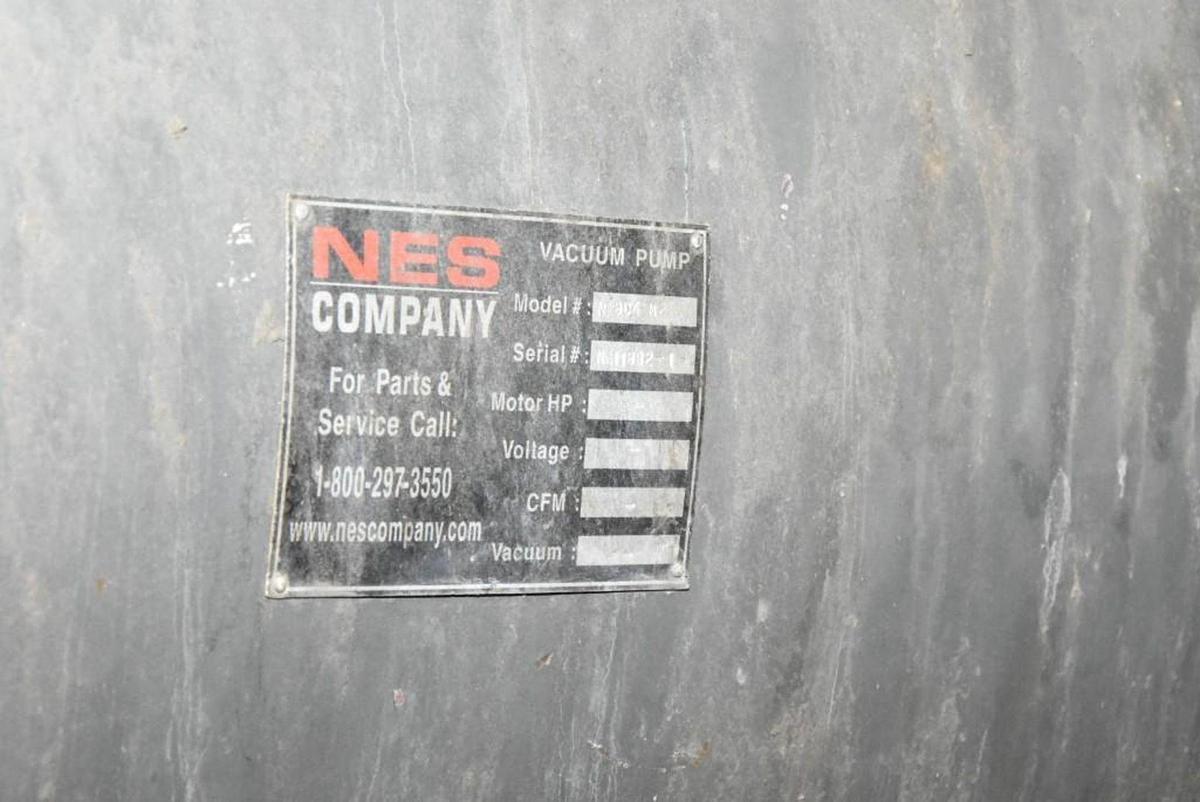 NES
COMPANY
For Parts &
Service Call:
1-800-297-3550
www.nescompany.com
VACUUM PUMP
Model # :
Serial # :
Motor HP : -
Voltage : -
CFM : -
Vacuum : -